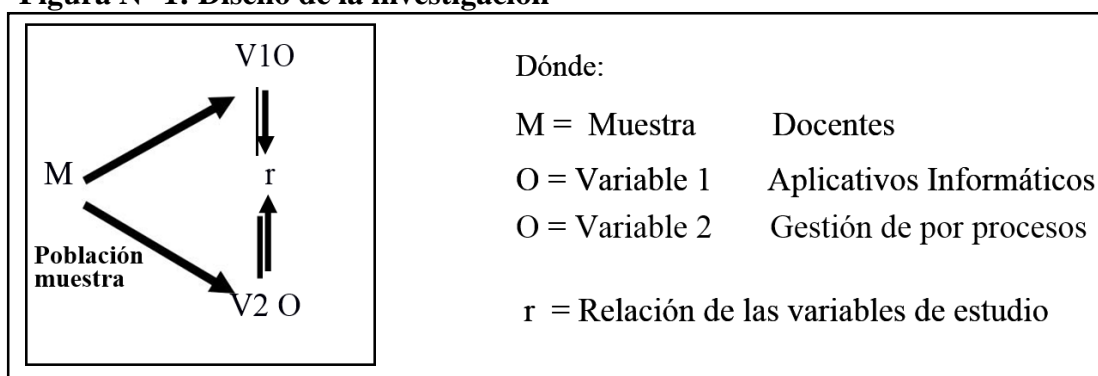 Figura N° 1: Diseño de la investigación
V1O
M
r
Población
muestra
V2 O
Dónde:
M = Muestra Docentes
O = Variable 1 Aplicativos Informáticos
O = Variable 2 Gestión de por procesos
r = Relación de las variables de estudio